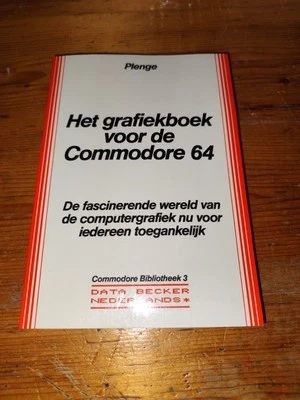 Plenge
Het grafiekboek
voor de
Commodore 64
De fascinerende wereld van
de computergrafiek nu voor
iedereen toegankelijk
Commodore Bibliotheek 3
DATA BECKER
NEDERLANDS*